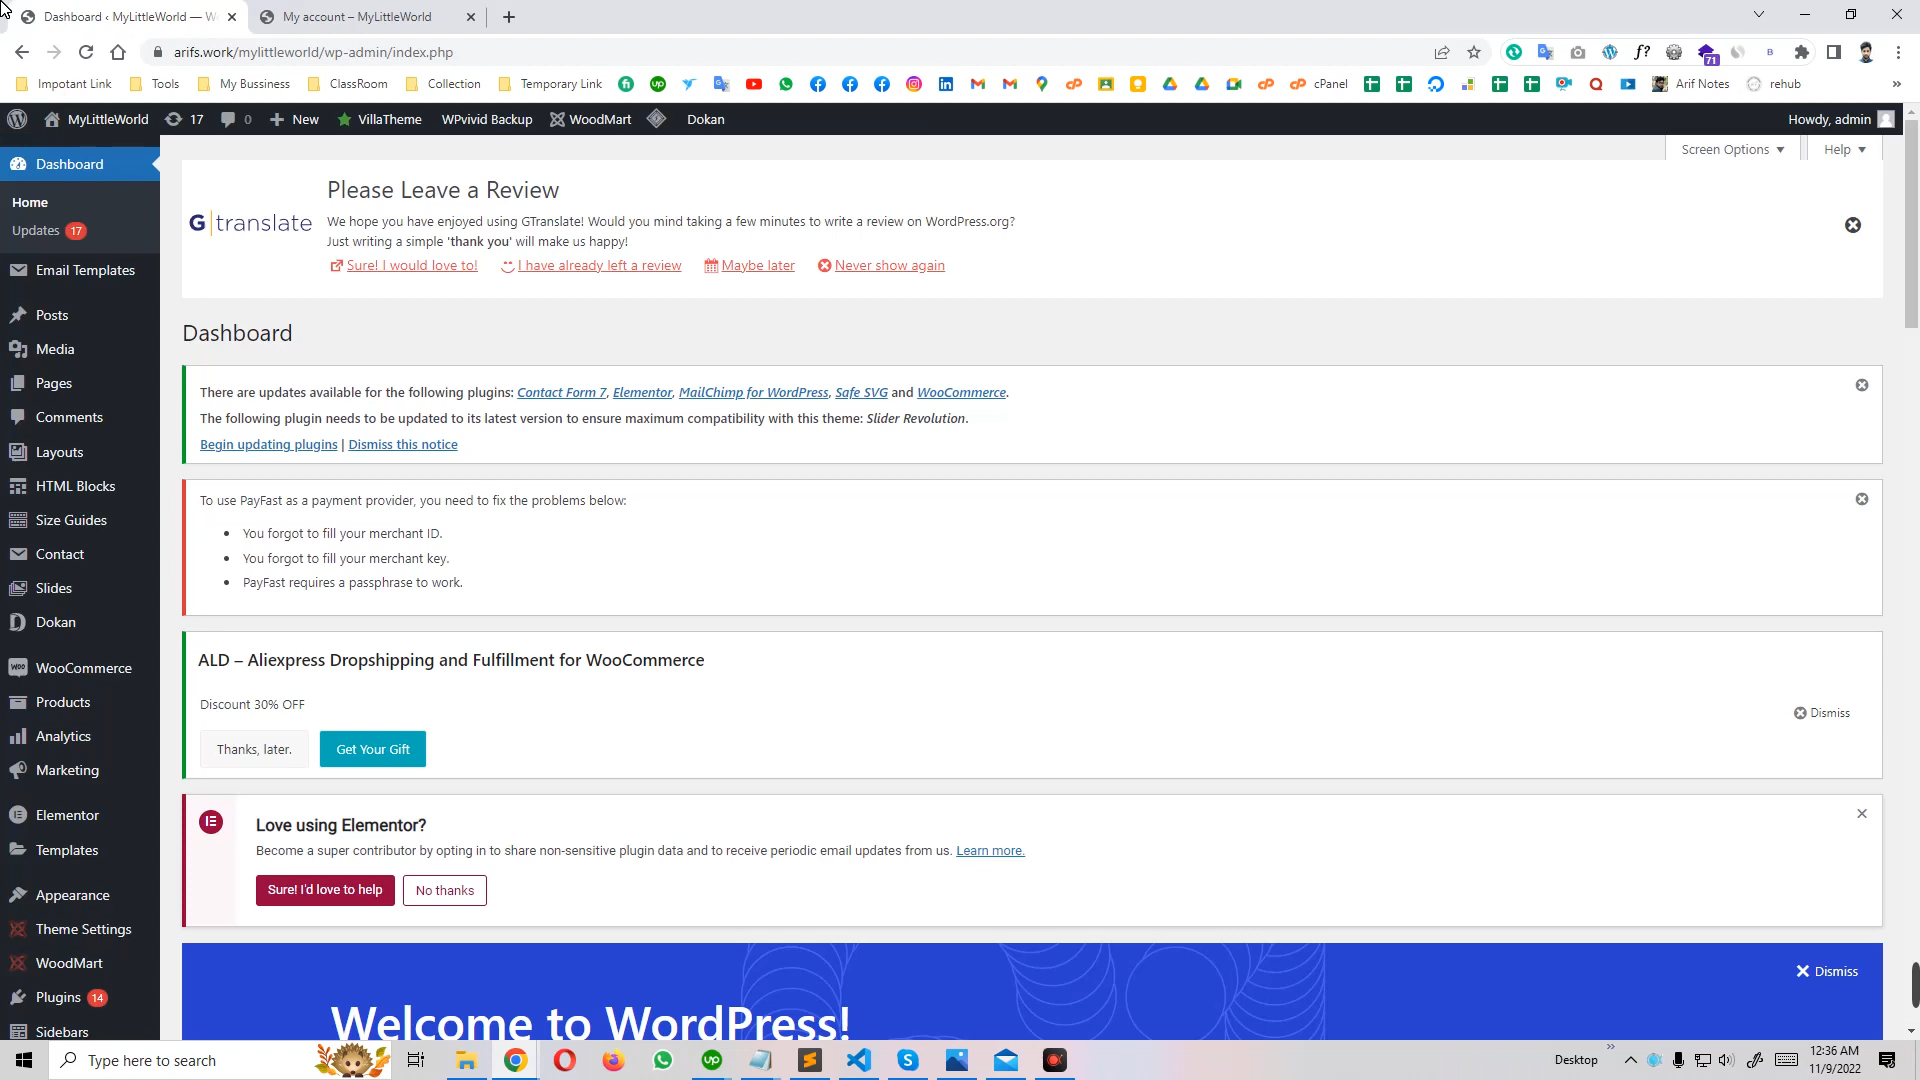 Dashboard ‹ MyLittleWorld — W
My account – MyLittleWorld
arifs.work/mylittleworld/wp-admin/index.php
f?
71
B
Impotant Link
Tools
My Bussiness
ClassRoom
Collection
Temporary Link
cPanel
Arif Notes
rehub
MyLittleWorld
17
0
New
VillaTheme
WPvivid Backup
WoodMart
Dokan
Howdy, admin
Dashboard
Home
Updates 17
Email Templates
Posts
Media
Pages
Comments
Layouts
HTML Blocks
Size Guides
Contact
Slides
Dokan
WooCommerce
Products
Analytics
Marketing
Elementor
Templates
Appearance
Theme Settings
WoodMart
Plugins 14
Sidebars
Screen Options
Help
G translate
Please Leave a Review
We hope you have enjoyed using GTranslate! Would you mind taking a few minutes to write a review on WordPress.org?
Just writing a simple 'thank you' will make us happy!
Sure! I would love to! I have already left a review Maybe later Never show again
Dashboard
There are updates available for the following plugins: Contact Form 7, Elementor, MailChimp for WordPress, Safe SVG and WooCommerce.
The following plugin needs to be updated to its latest version to ensure maximum compatibility with this theme: Slider Revolution.
Begin updating plugins | Dismiss this notice
To use PayFast as a payment provider, you need to fix the problems below:
• You forgot to fill your merchant ID.
• You forgot to fill your merchant key.
• PayFast requires a passphrase to work.
ALD – Aliexpress Dropshipping and Fulfillment for WooCommerce
Discount 30% OFF
Dismiss
Thanks, later.
Get Your Gift
Love using Elementor?
Become a super contributor by opting in to share non-sensitive plugin data and to receive periodic email updates from us. Learn more.
Sure! I'd love to help
No thanks
Dismiss
Welcome to WordPress!
Type here to search
Desktop
12:36 AM
11/9/2022